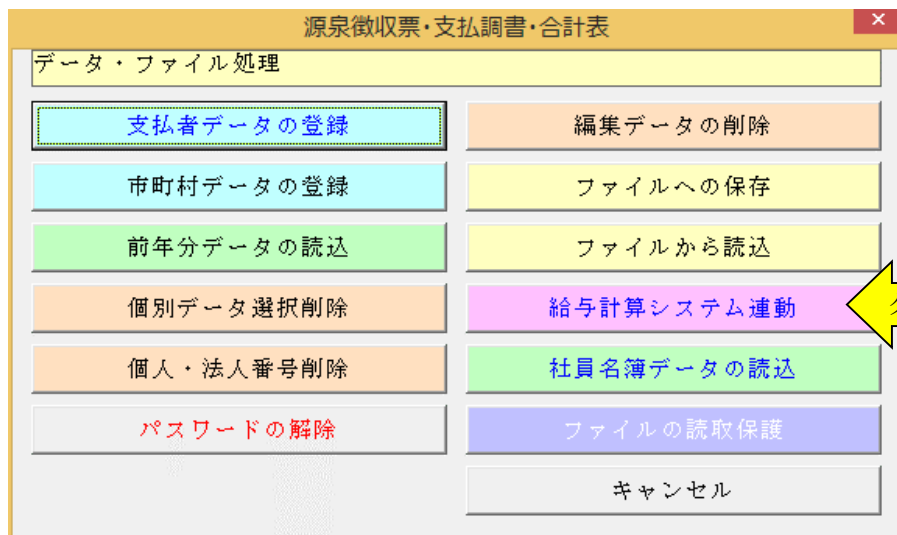 源泉徴収票・支払調書・合計表
データ・ファイル処理
支払者データの登録
編集データの削除
市町村データの登録
ファイルへの保存
前年分データの読込
ファイルから読込
個別データ選択削除
給与計算システム連動
個人・法人番号削除
社員名簿データの読込
パスワードの解除
ファイルの読取保護
キャンセル